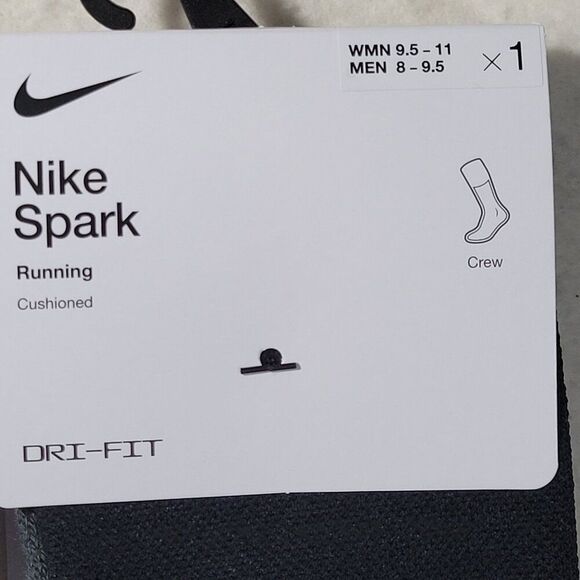 WMN 9.5 – 11
MEN 8 – 9.5
×1
Nike
Spark
Running
Cushioned
Crew
DRI–FIT